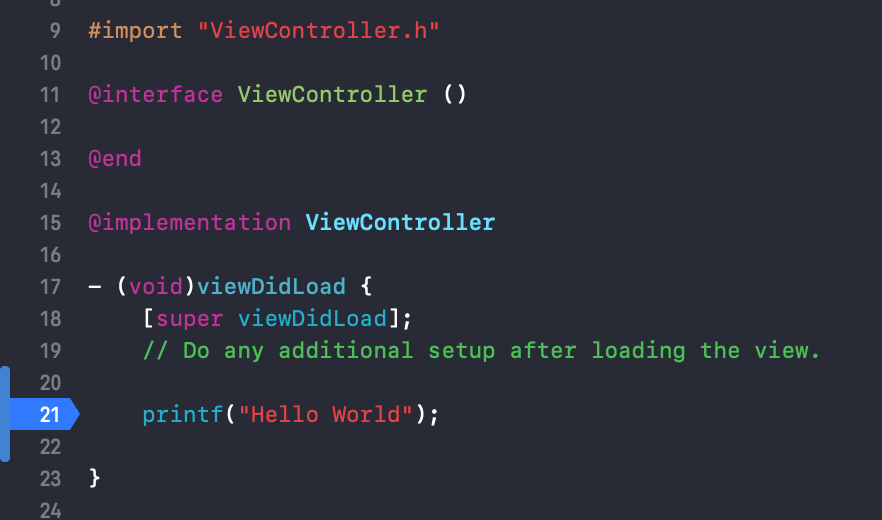 8
9 #import "ViewController.h"
10
11 @interface ViewController ()
12
13 @end
14
15 @implementation ViewController
16
17 - (void)viewDidLoad {
18     [super viewDidLoad];
19     // Do any additional setup after loading the view.
20
21     printf("Hello World");
22
23 }
24